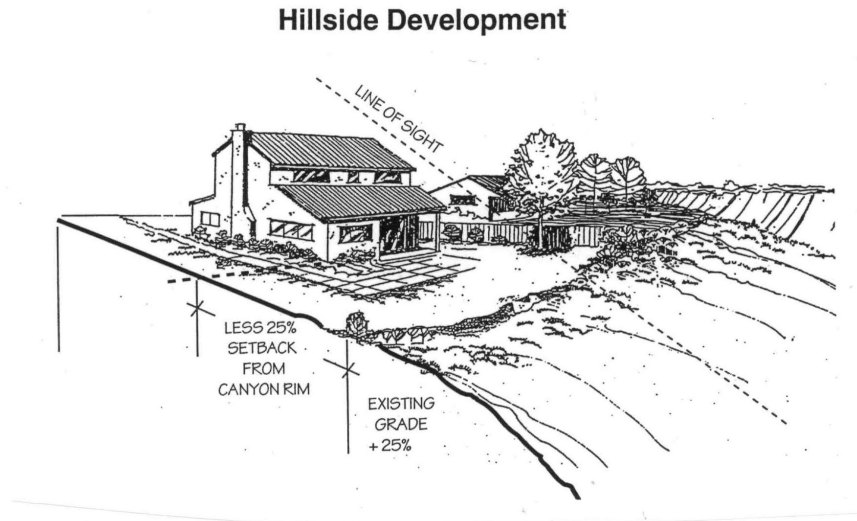 Hillside Development
LINE OF SIGHT
LESS 25%
SETBACK
FROM
CANYON RIM
EXISTING
GRADE
+ 25%